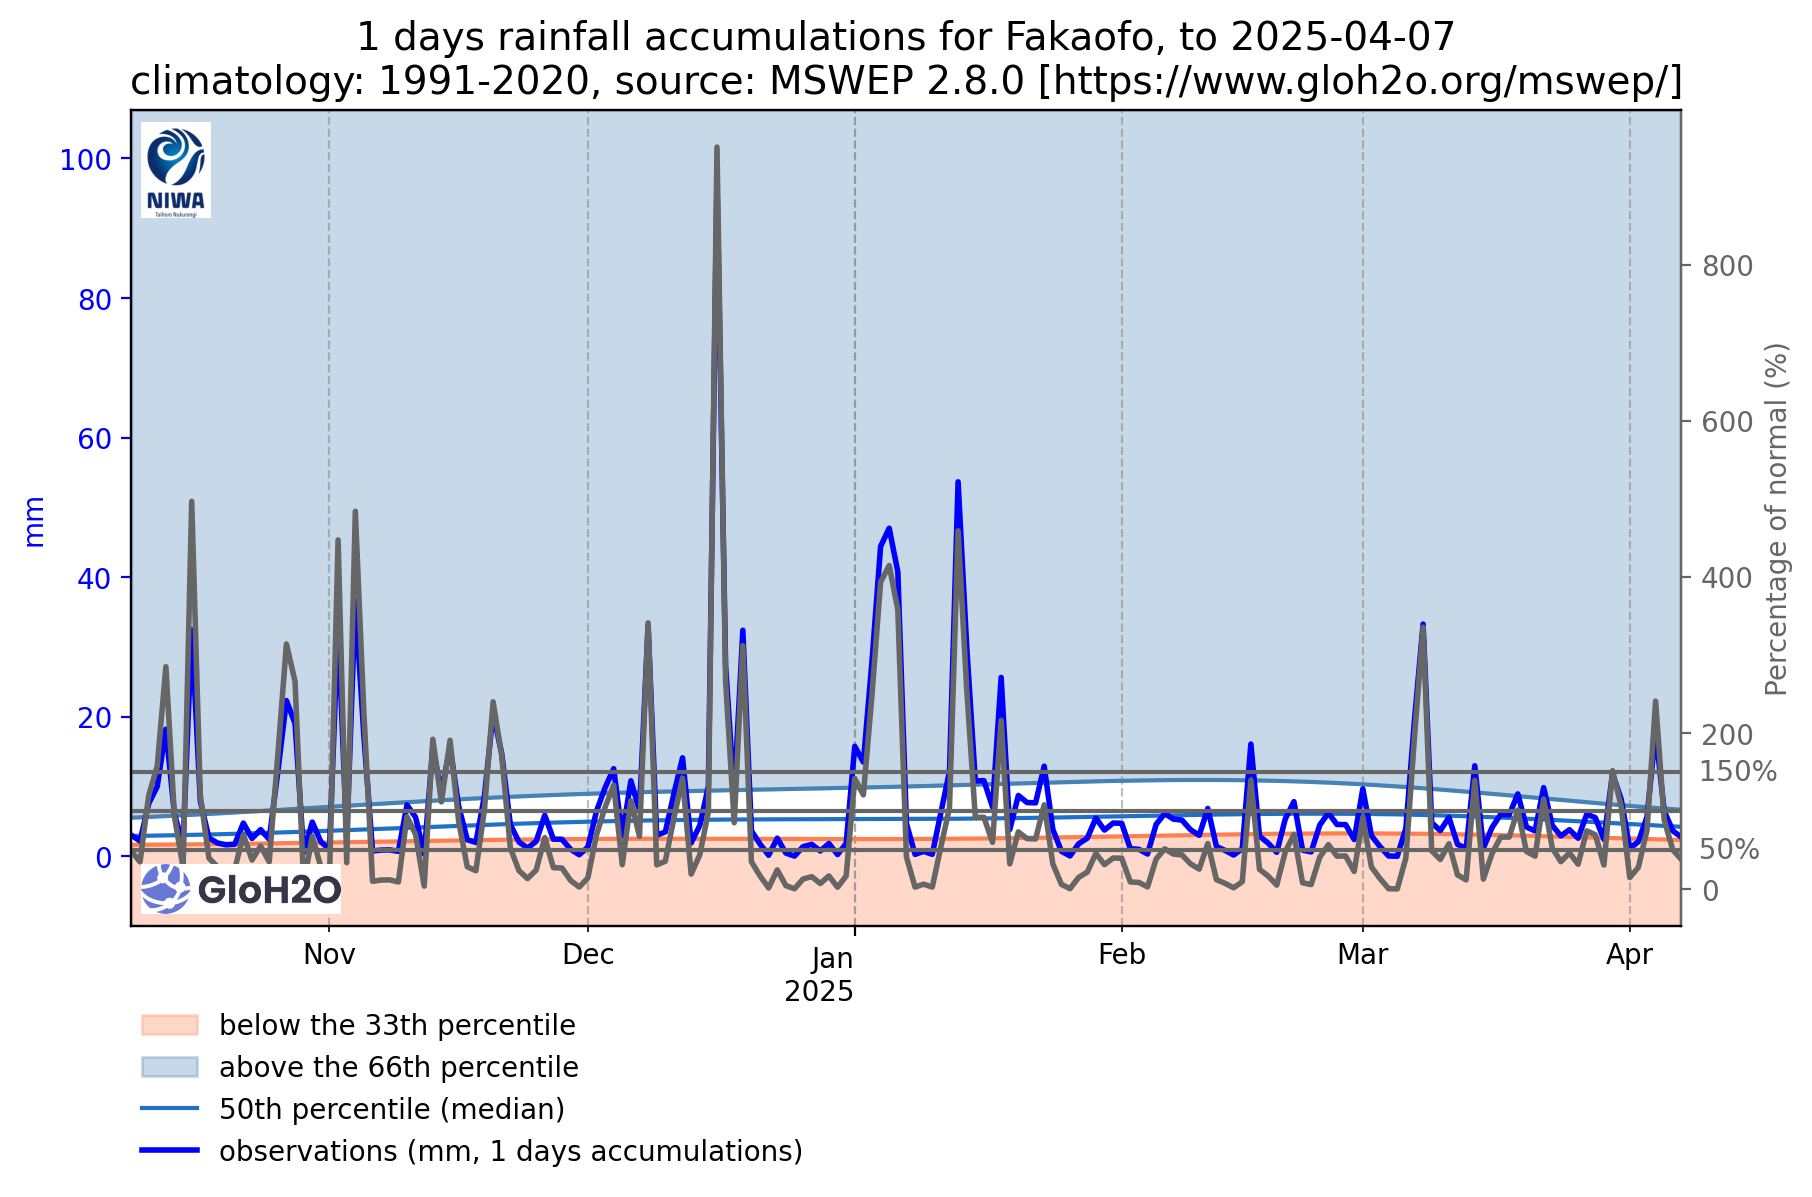 1 days rainfall accumulations for Fakaofo, to 2025-04-07
climatology: 1991-2020, source: MSWEP 2.8.0 [https://www.gloh2o.org/mswep/]
NIWA
Taihoro Nukurangi
100
80
60
40
20
0
mm
800
600
400
200
150%
50%
0
Percentage of normal (%)
GloH2O
Nov
Dec
Jan
2025
Feb
Mar
Apr
below the 33th percentile
above the 66th percentile
50th percentile (median)
observations (mm, 1 days accumulations)